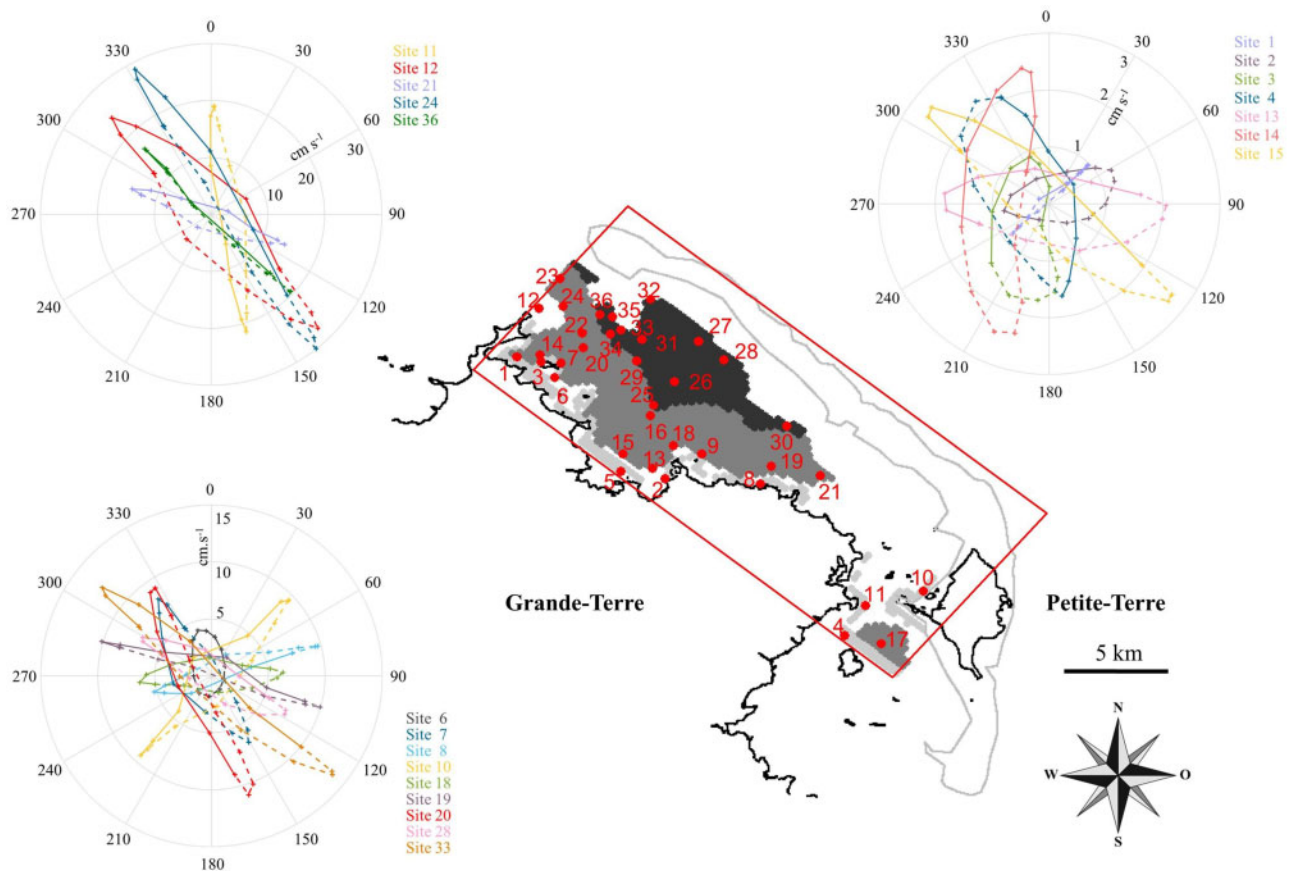 0
30
60
90
120
150
180
210
240
270
300
330
10
20
30
cm s⁻¹
Site 11
Site 12
Site 21
Site 24
Site 36
0
30
60
90
120
150
180
210
240
270
300
330
1
2
3
cm s⁻¹
Site 1
Site 2
Site 3
Site 4
Site 13
Site 14
Site 15
23
12
24
36
35
32
22
33
27
34
31
14
7
20
28
1
3
29
26
6
25
16
18
30
15
9
13
19
5
2
8
21
10
11
4
17
Grande-Terre
Petite-Terre
5 km
N
W
O
S
0
30
60
90
120
150
180
210
240
270
300
330
5
10
15
cm.s⁻¹
Site 6
Site 7
Site 8
Site 10
Site 18
Site 19
Site 20
Site 28
Site 33